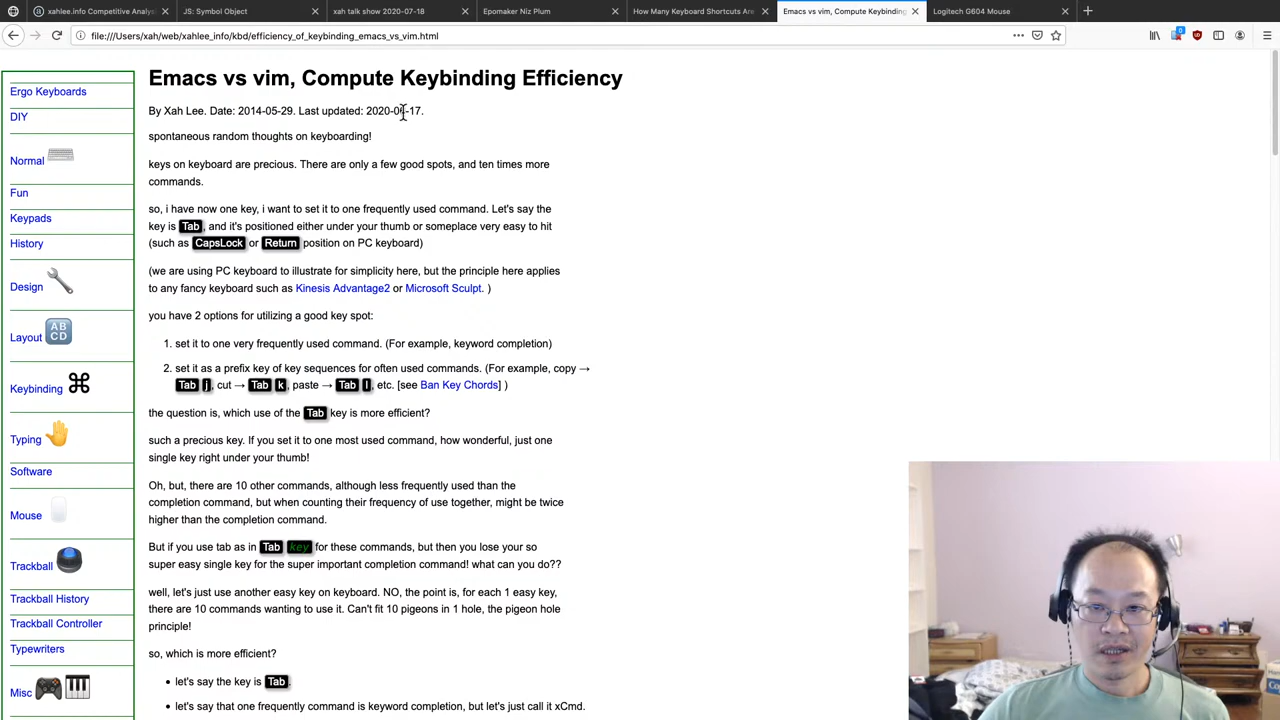 xahlee.info Competitive Analys
JS: Symbol Object
xah talk show 2020-07-18
Epomaker Niz Plum
How Many Keyboard Shortcuts Are
Emacs vs vim, Compute Keybinding
Logitech G604 Mouse
file:///Users/xah/web/xahlee_info/kbd/efficiency_of_keybinding_emacs_vs_vim.html
Ergo Keyboards
DIY
Normal
Fun
Keypads
History
Design
Layout
Keybinding
Typing
Software
Mouse
Trackball
Trackball History
Trackball Controller
Typewriters
Misc
Emacs vs vim, Compute Keybinding Efficiency
By Xah Lee. Date: 2014-05-29. Last updated: 
spontaneous random thoughts on keyboarding!
keys on keyboard are precious. There are only a few good spots, and ten times more
commands.
so, i have now one key, i want to set it to one frequently used command. Let's say the
key is Tab, and it's positioned either under your thumb or someplace very easy to hit
(such as CapsLock or Return position on PC keyboard)
(we are using PC keyboard to illustrate for simplicity here, but the principle here applies
to any fancy keyboard such as Kinesis Advantage2 or Microsoft Sculpt. )
you have 2 options for utilizing a good key spot:
1. set it to one very frequently used command. (For example, keyword completion)
2. set it as a prefix key of key sequences for often used commands. (For example, copy →
Tab j, cut → Tab k, paste → Tab l, etc. [see Ban Key Chords] )
the question is, which use of the Tab key is more efficient?
such a precious key. If you set it to one most used command, how wonderful, just one
single key right under your thumb!
Oh, but, there are 10 other commands, although less frequently used than the
completion command, but when counting their frequency of use together, might be twice
higher than the completion command.
But if you use tab as in Tab key for these commands, but then you lose your so
super easy single key for the super important completion command! what can you do??
well, let's just use another easy key on keyboard. NO, the point is, for each 1 easy key,
there are 10 commands wanting to use it. Can't fit 10 pigeons in 1 hole, the pigeon hole
principle!
so, which is more efficient?
• let's say the key is Tab.
• let's say that one frequently command is keyword completion, but let's just call it xCmd.